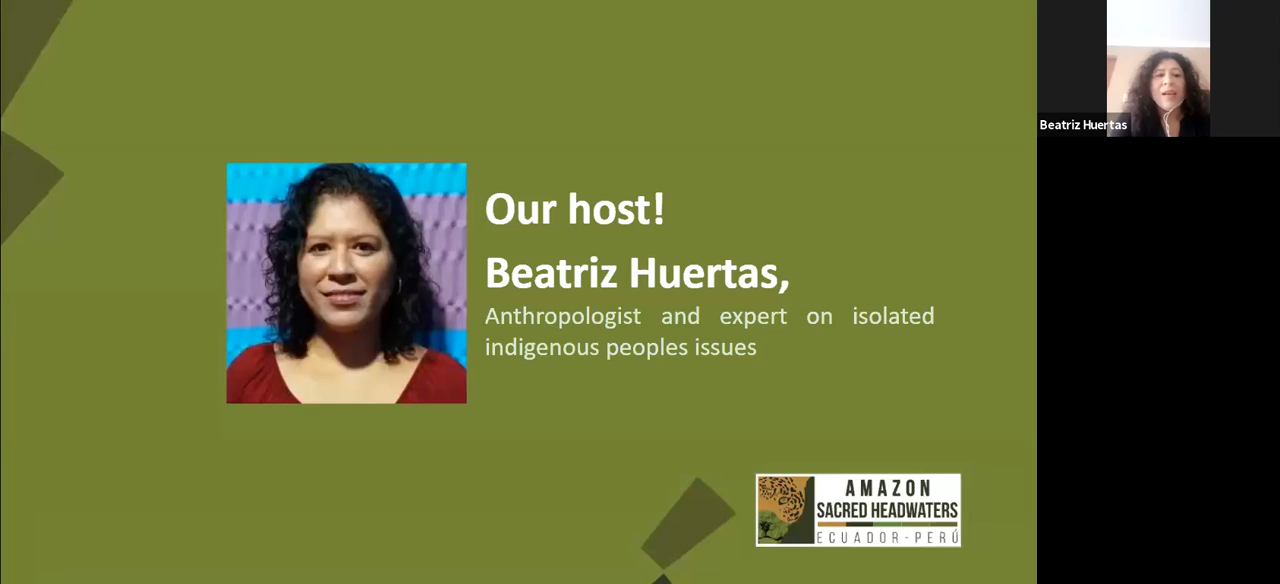 Our host!
Beatriz Huertas,
Anthropologist and expert on isolated
indigenous peoples issues
AMAZON
SACRED HEADWATERS
ECUADOR-PERÚ
Beatriz Huertas